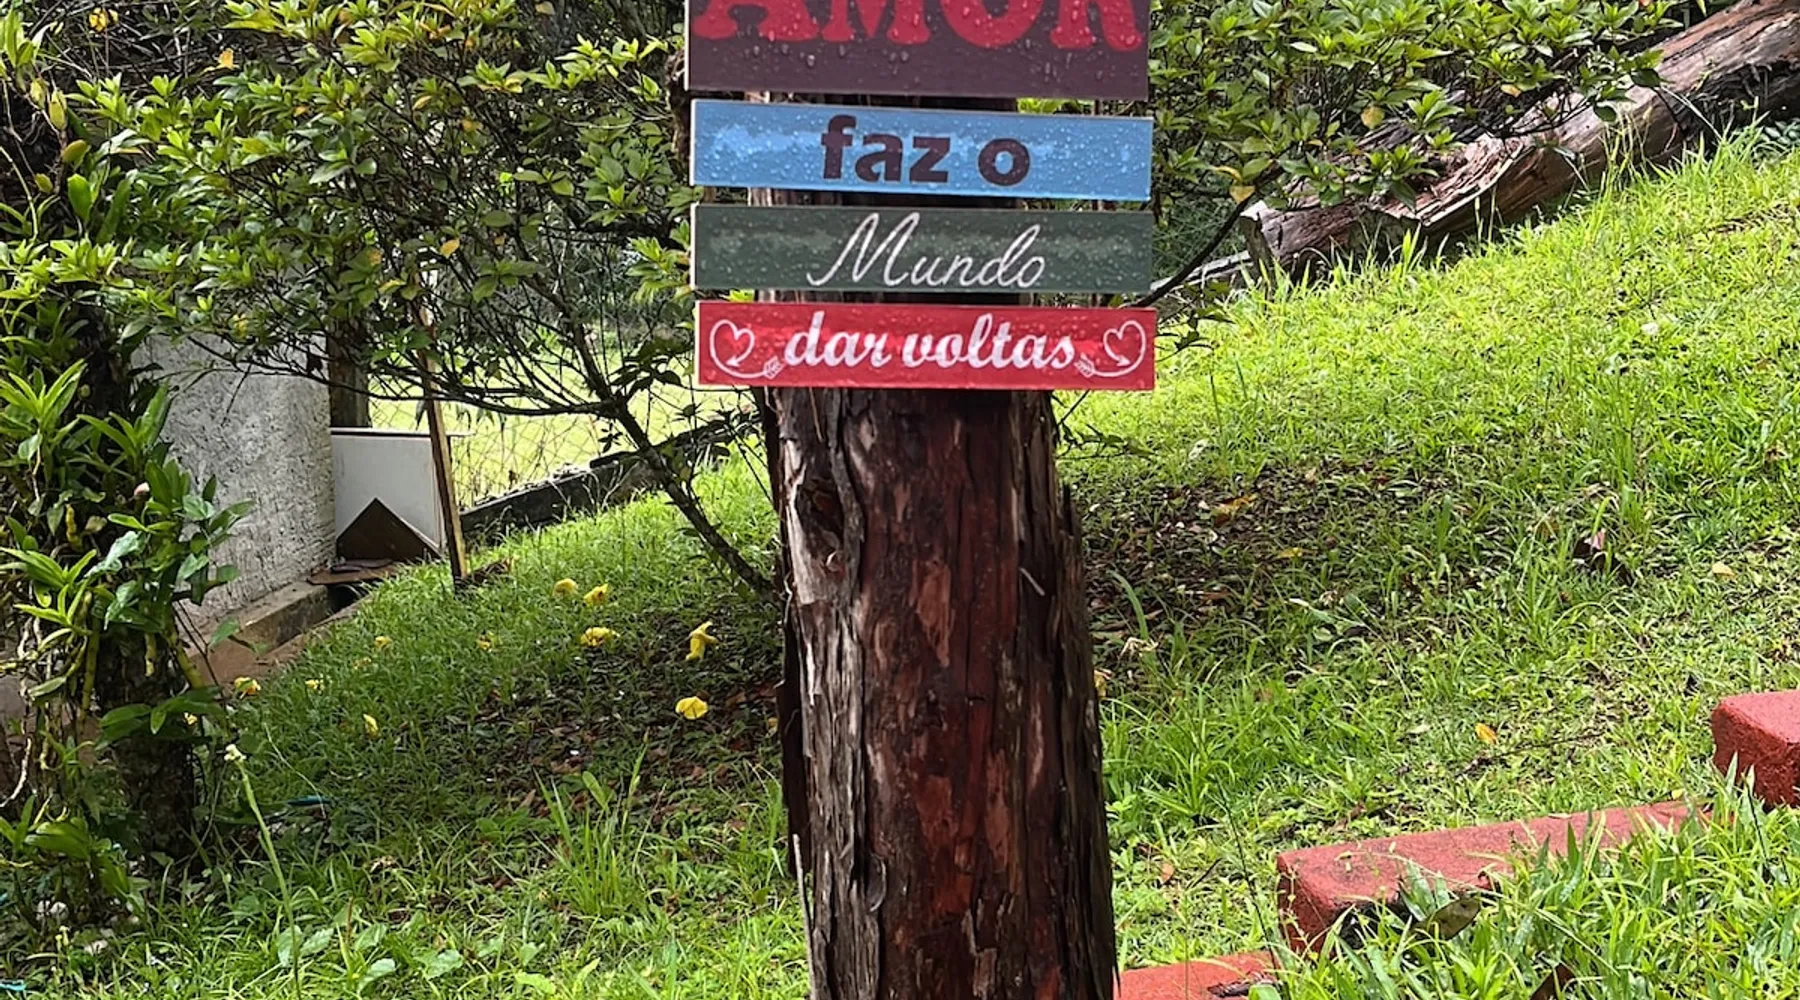 AMOR
faz o
Mundo
dar voltas